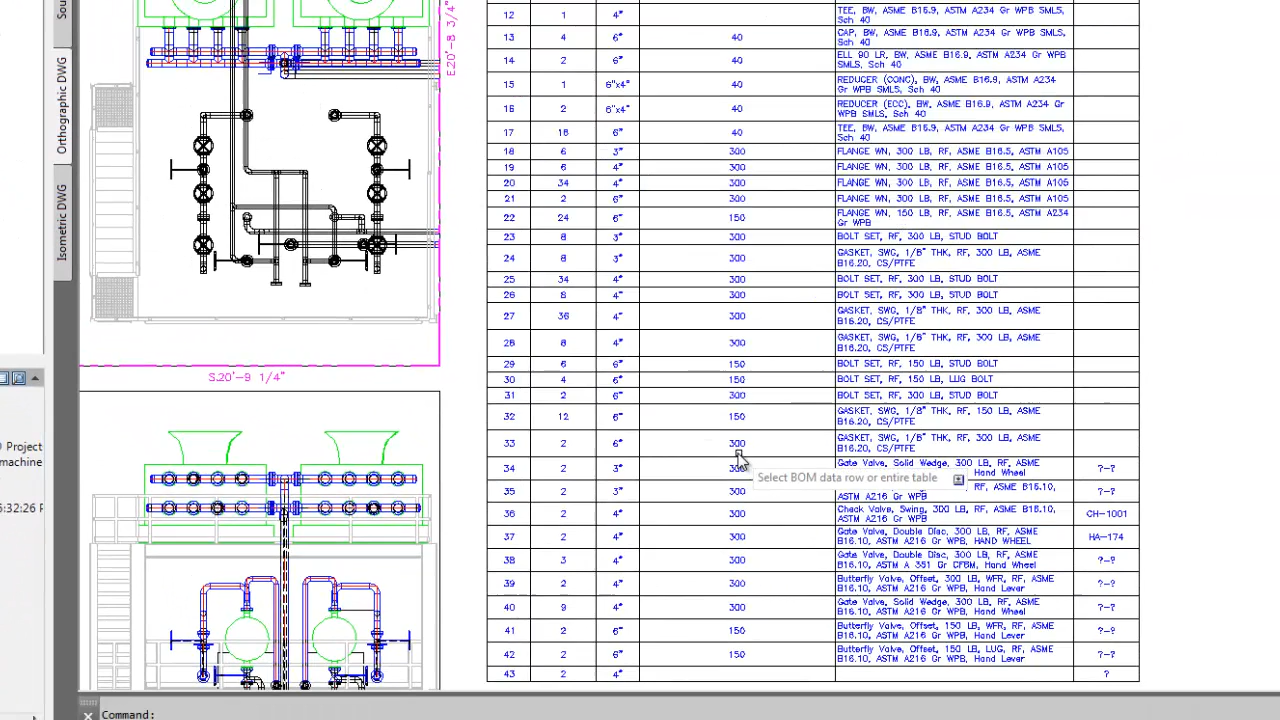 Sou
Orthographic DWG
Isometric DWG
E.20'-8 3/4"
S.20'-9 1/4"
Project
machine
6:32:26 P
12 1 4" TEE, BW, ASME B16.9, ASTM A234 Gr WPB SMLS,
Sch 40
13 4 6" 40 CAP, BW, ASME B16.9, ASTM A234 Gr WPB SMLS,
Sch 40
14 2 6" 40 ELL 90 LR, BW, ASME B16.9, ASTM A234 Gr WPB
SMLS, Sch 40
15 1 6"x4" 40 REDUCER (CONC), BW, ASME B16.9, ASTM A234
Gr WPB SMLS, Sch 40
16 2 6"x4" 40 REDUCER (ECC), BW, ASME B16.9, ASTM A234
Gr WPB SMLS, Sch 40
17 18 6" 40 TEE, BW, ASME B16.9, ASTM A234 Gr WPB SMLS,
Sch 40
18 6 3" 300 FLANGE WN, 300 LB, RF, ASME B16.5, ASTM A105
19 6 4" 300 FLANGE WN, 300 LB, RF, ASME B16.5, ASTM A105
20 34 4" 300 FLANGE WN, 300 LB, RF, ASME B16.5, ASTM A105
21 2 6" 300 FLANGE WN, 300 LB, RF, ASME B16.5, ASTM A105
22 24 6" 150 FLANGE WN, 150 LB, RF, ASME B16.5, ASTM A234
Gr WPB
23 8 3" 300 BOLT SET, RF, 300 LB, STUD BOLT
24 8 3" 300 GASKET, SWG, 1/8" THK, RF, 300 LB, ASME
B16.20, CS/PTFE
25 34 4" 300 BOLT SET, RF, 300 LB, STUD BOLT
26 8 4" 300 BOLT SET, RF, 300 LB, STUD BOLT
27 36 4" 300 GASKET, SWG, 1/8" THK, RF, 300 LB, ASME
B16.20, CS/PTFE
28 8 4" 300 GASKET, SWG, 1/8" THK, RF, 300 LB, ASME
B16.20, CS/PTFE
29 6 6" 150 BOLT SET, RF, 150 LB, STUD BOLT
30 4 6" 150 BOLT SET, RF, 150 LB, LUG BOLT
31 2 6" 300 BOLT SET, RF, 300 LB, STUD BOLT
32 12 6" 150 GASKET, SWG, 1/8" THK, RF, 150 LB, ASME
B16.20, CS/PTFE
33 2 6" 300 GASKET, SWG, 1/8" THK, RF, 300 LB, ASME
B16.20, CS/PTFE
34 2 3" 300 Gate Valve, Solid Wedge, 300 LB, RF, ASME ?-?
Hand Wheel
Select BOM data row or entire table
35 2 3" 300 RF, ASME B16.10, ?-?
ASTM A216 Gr WPB
36 2 4" 300 Check Valve, Swing, 300 LB, RF, ASME B16.10, CH-1001
ASTM A216 Gr WPB
37 2 4" 300 Gate Valve, Double Disc, 300 LB, RF, ASME HA-174
B16.10, ASTM A216 Gr WPB, HAND WHEEL
38 3 4" 300 Gate Valve, Double Disc, 300 LB, RF, ASME ?-?
B16.10, ASTM A 351 Gr CF8M, Hand Wheel
39 2 4" 300 Butterfly Valve, Offset, 300 LB, WFR, RF, ASME ?-?
B16.10, ASTM A216 Gr WPB, Hand Lever
40 9 4" 300 Gate Valve, Solid Wedge, 300 LB, RF, ASME ?-?
B16.10, ASTM A216 Gr WPB, Hand Wheel
41 2 6" 150 Butterfly Valve, Offset, 150 LB, WFR, RF, ASME ?-?
B16.10, ASTM A216 Gr WPB, Hand Lever
42 2 6" 150 Butterfly Valve, Offset, 150 LB, LUG, RF, ASME ?-?
B16.10, ASTM A216 Gr WPB, Hand Lever
43 2 4" ?
Command: